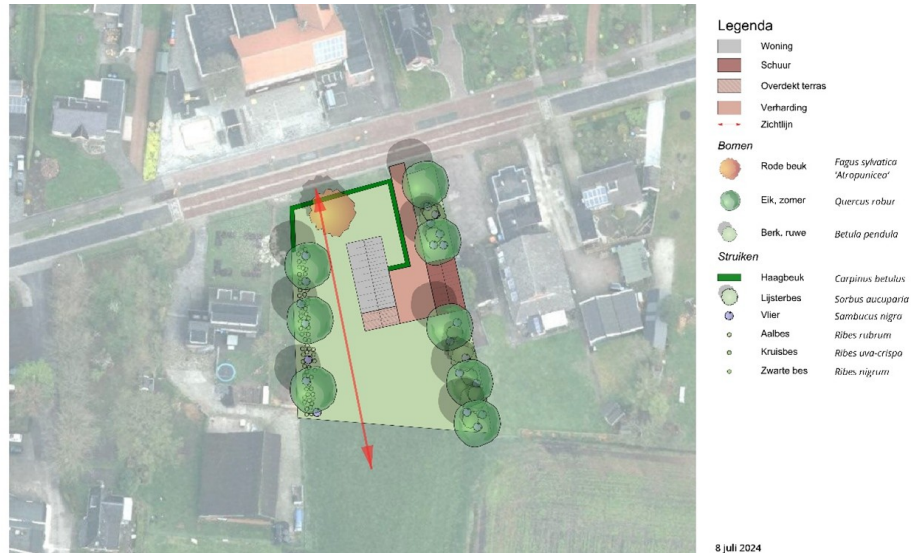 Legenda
Woning
Schuur
Overdekt terras
Verharding
Zichtlijn
Bomen
Rode beuk Fagus sylvatica
'Atropunicea'
Eik, zomer Quercus robur
Berk, ruwe Betula pendula
Struiken
Haagbeuk Carpinus betulus
Lijsterbes Sorbus aucuparia
Vlier Sambucus nigra
Aalbes Ribes rubrum
Kruisbes Ribes uva-crispa
Zwarte bes Ribes nigrum
8 juli 2024